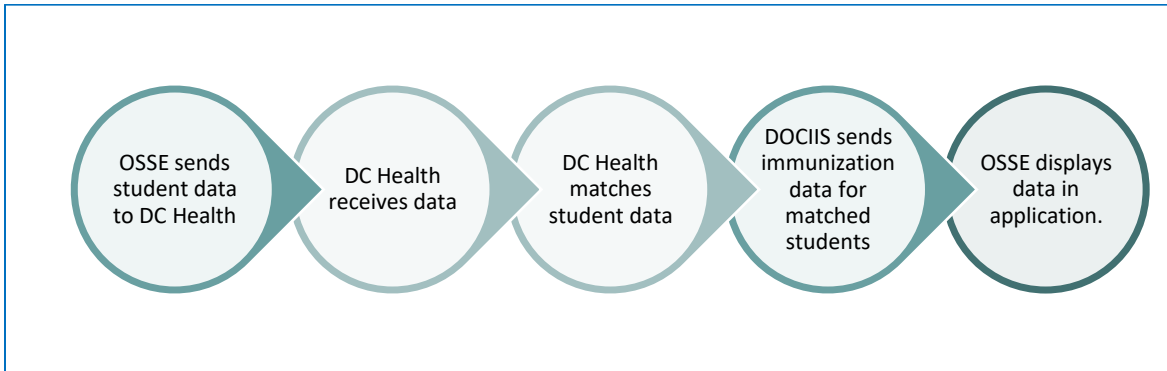 OSSE sends
student data
to DC Health
DC Health
receives data
DC Health
matches
student data
DOCIIS sends
immunization
data for
matched
students
OSSE displays
data in
application.